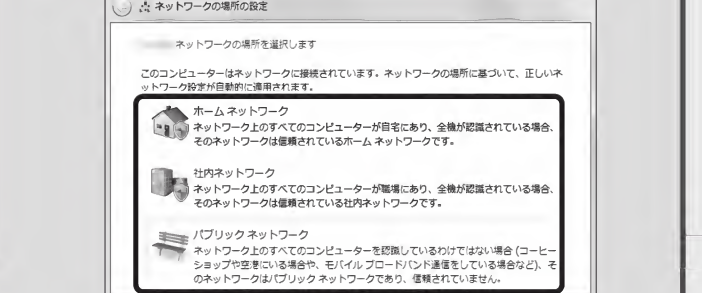 ネットワークの場所の設定
ネットワークの場所を選択します
このコンピューターはネットワークに接続されています。ネットワークの場所に基づいて、正しいネ
ットワーク設定が自動的に適用されます。
ホーム ネットワーク
ネットワーク上のすべてのコンピューターが自宅にあり、全機が認識されている場合、
そのネットワークは信頼されているホーム ネットワークです。
社内ネットワーク
ネットワーク上のすべてのコンピューターが職場にあり、全機が認識されている場合、
そのネットワークは信頼されている社内ネットワークです。
パブリック ネットワーク
ネットワーク上のすべてのコンピューターを認識しているわけではない場合 (コーヒー
ショップや空港にいる場合や、モバイル ブロードバンド通信をしている場合など)、そ
のネットワークはパブリック ネットワークであり、信頼されていません。